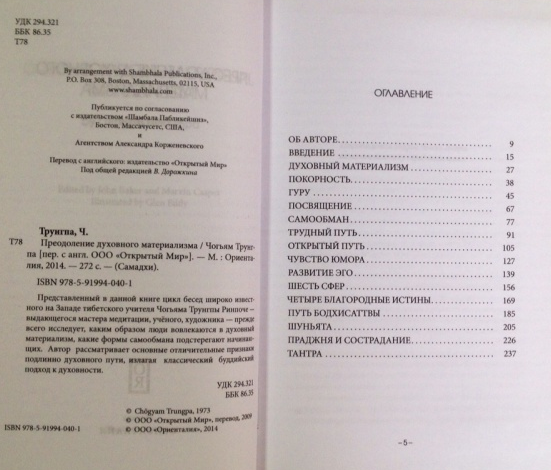 УДК 294.321
ББК 86.35
Т78
By arrangement with Shambhala Publications, Inc.,
P.O. Box 308, Boston, Massachusetts, 02115, USA
www.shambhala.com
Публикуется по согласованию
с издательством «Шамбала Пабликейшнз»,
Бостон, Массачусетс, США,
и
Агентством Александра Корженевского
Перевод с английского: издательство «Открытый Мир»
Под общей редакцией В. Дорожкина
Трунгпа, Ч.
Т78 Преодоление духовного материализма / Чогьям Трунг-
па [пер. с англ. ООО «Открытый Мир»]. — М. : Ориента-
лия, 2014. — 272 с. — (Самадхи).
ISBN 978-5-91994-040-1
Представленный в данной книге цикл бесед широко извест-
ного на Западе тибетского учителя Чогьяма Трунгпы Ринпоче —
выдающегося мастера медитации, учёного, художника — прежде
всего исследует, каким образом люди вовлекаются в духовный
материализм, какие формы самообмана подстерегают начинаю-
щих. Автор рассматривает основные отличительные признаки
подлинно духовного пути, излагая классический буддийский
подход к духовности.
УДК 294.321
ББК 86.35
© Chögyam Trungpa, 1973
© ООО «Открытый Мир», перевод, 2009
ISBN 978-5-91994-040-1 © ООО «Ориенталия», 2014
ОГЛАВЛЕНИЕ
ОБ АВТОРЕ 9
ВВЕДЕНИЕ 15
ДУХОВНЫЙ МАТЕРИАЛИЗМ 27
ПОКОРНОСТЬ 38
ГУРУ 45
ПОСВЯЩЕНИЕ 67
САМООБМАН 77
ТРУДНЫЙ ПУТЬ 91
ОТКРЫТЫЙ ПУТЬ 105
ЧУВСТВО ЮМОРА 127
РАЗВИТИЕ ЭГО 139
ШЕСТЬ СФЕР 156
ЧЕТЫРЕ БЛАГОРОДНЫЕ ИСТИНЫ 169
ПУТЬ БОДХИСАТТВЫ 185
ШУНЬЯТА 205
ПРАДЖНЯ И СОСТРАДАНИЕ 226
ТАНТРА 237
–5–